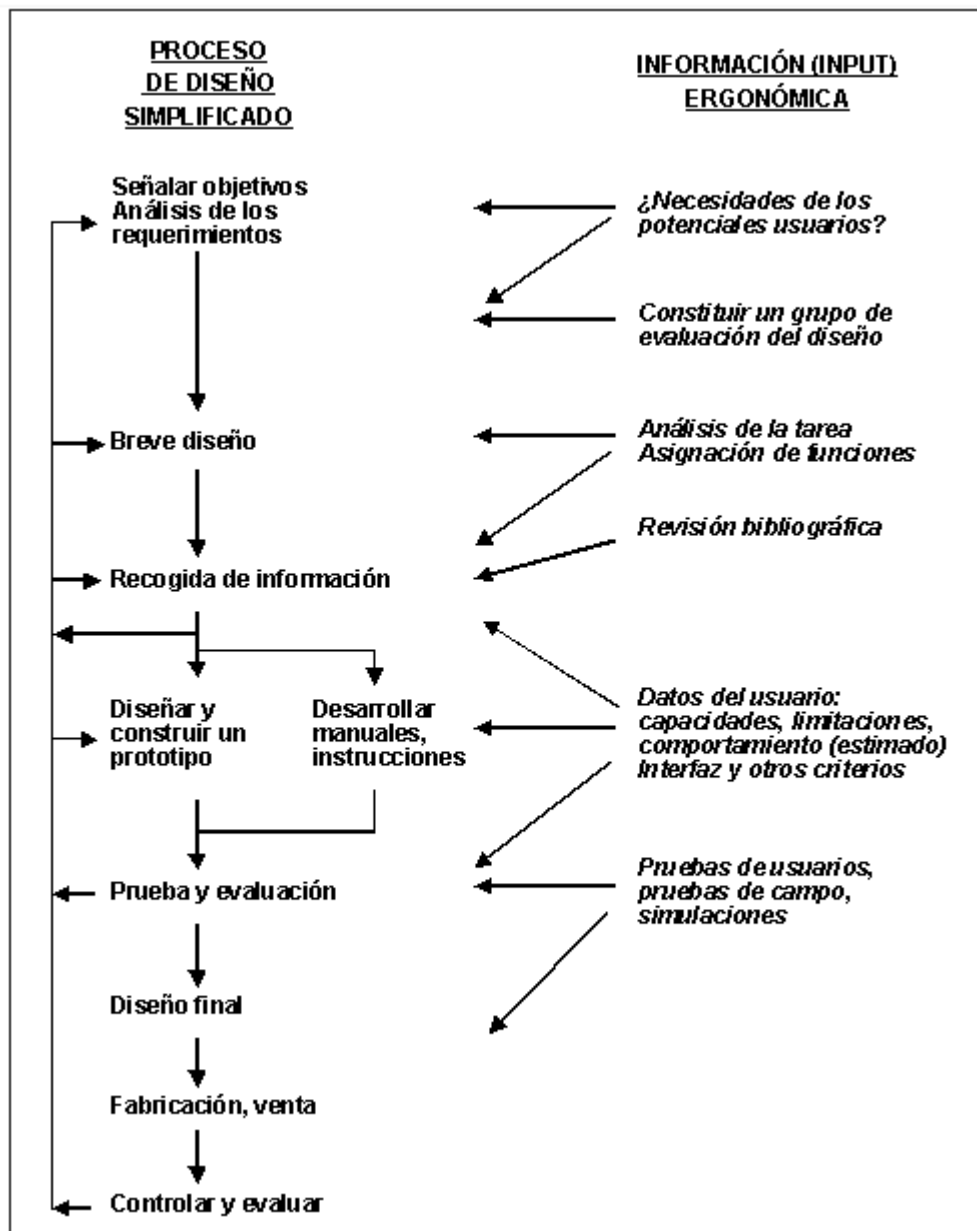 PROCESO
DE DISEÑO
SIMPLIFICADO
INFORMACIÓN (INPUT)
ERGONÓMICA
Señalar objetivos
Análisis de los
requerimientos
¿Necesidades de los
potenciales usuarios?
Constituir un grupo de
evaluación del diseño
Breve diseño
Análisis de la tarea
Asignación de funciones
Revisión bibliográfica
Recogida de información
Diseñar y
construir un
prototipo
Desarrollar
manuales,
instrucciones
Datos del usuario:
capacidades, limitaciones,
comportamiento (estimado)
Interfaz y otros criterios
Prueba y evaluación
Pruebas de usuarios,
pruebas de campo,
simulaciones
Diseño final
Fabricación, venta
Controlar y evaluar